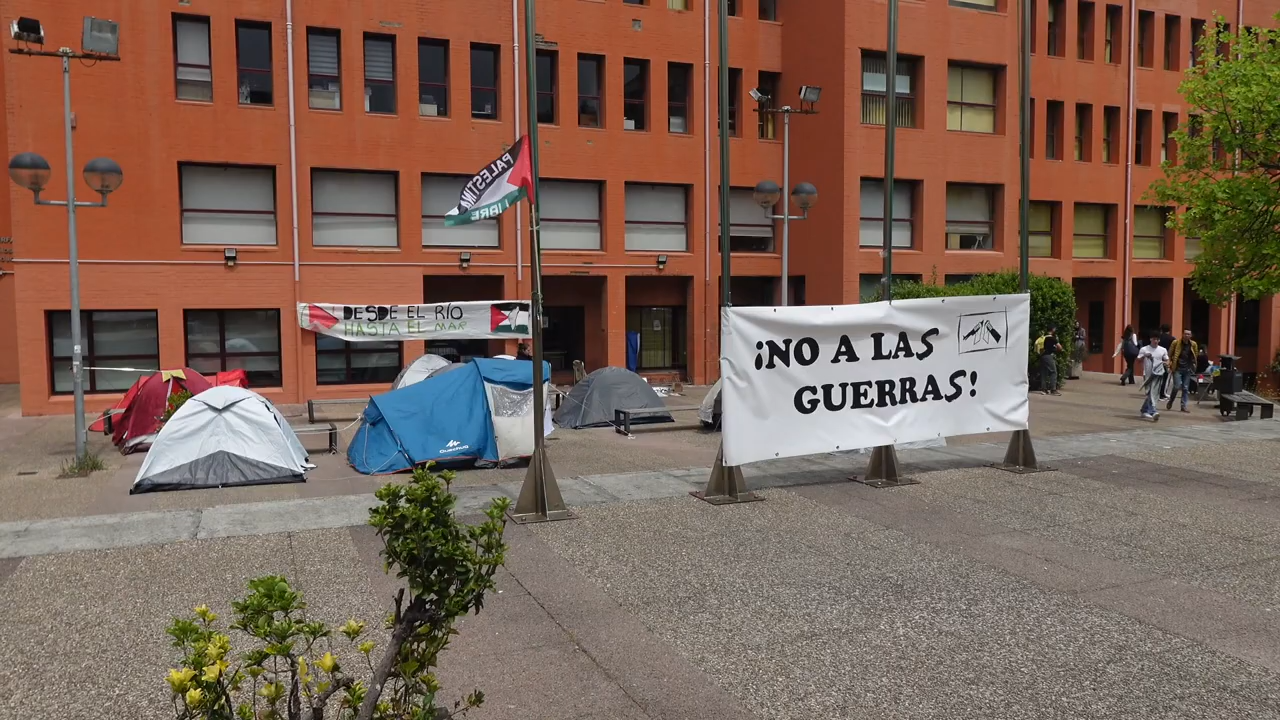 PALESTINA
LIBRE
DESDE EL RÍO
HASTA EL MAR
¡NO A LAS
GUERRAS!
Quechua